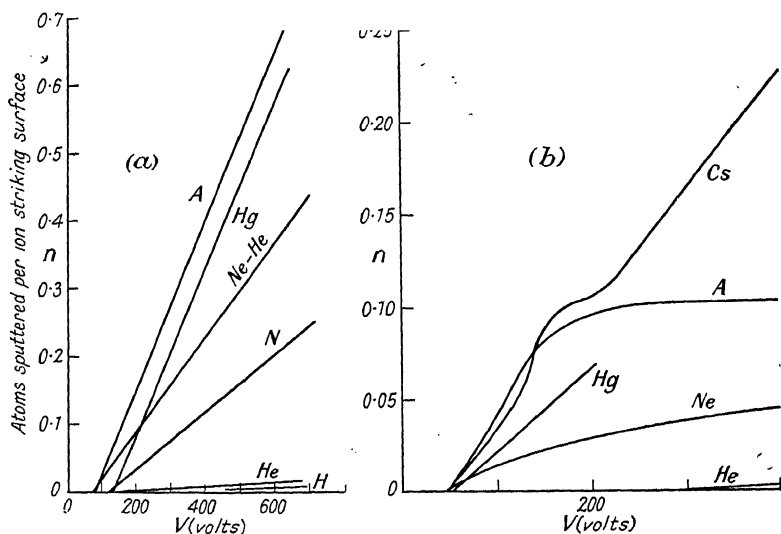 0·7
0·6
0·5
0·4
n
0·3
0·2
0·1
0
Atoms sputtered per ion striking surface
(a)
A
Hg
Ne-He
N
He
H
0
200
400
600
V(volts)
0·25
0·20
0·15
n
0·10
0·05
0
(b)
Cs
A
Hg
Ne
He
200
V(volts)